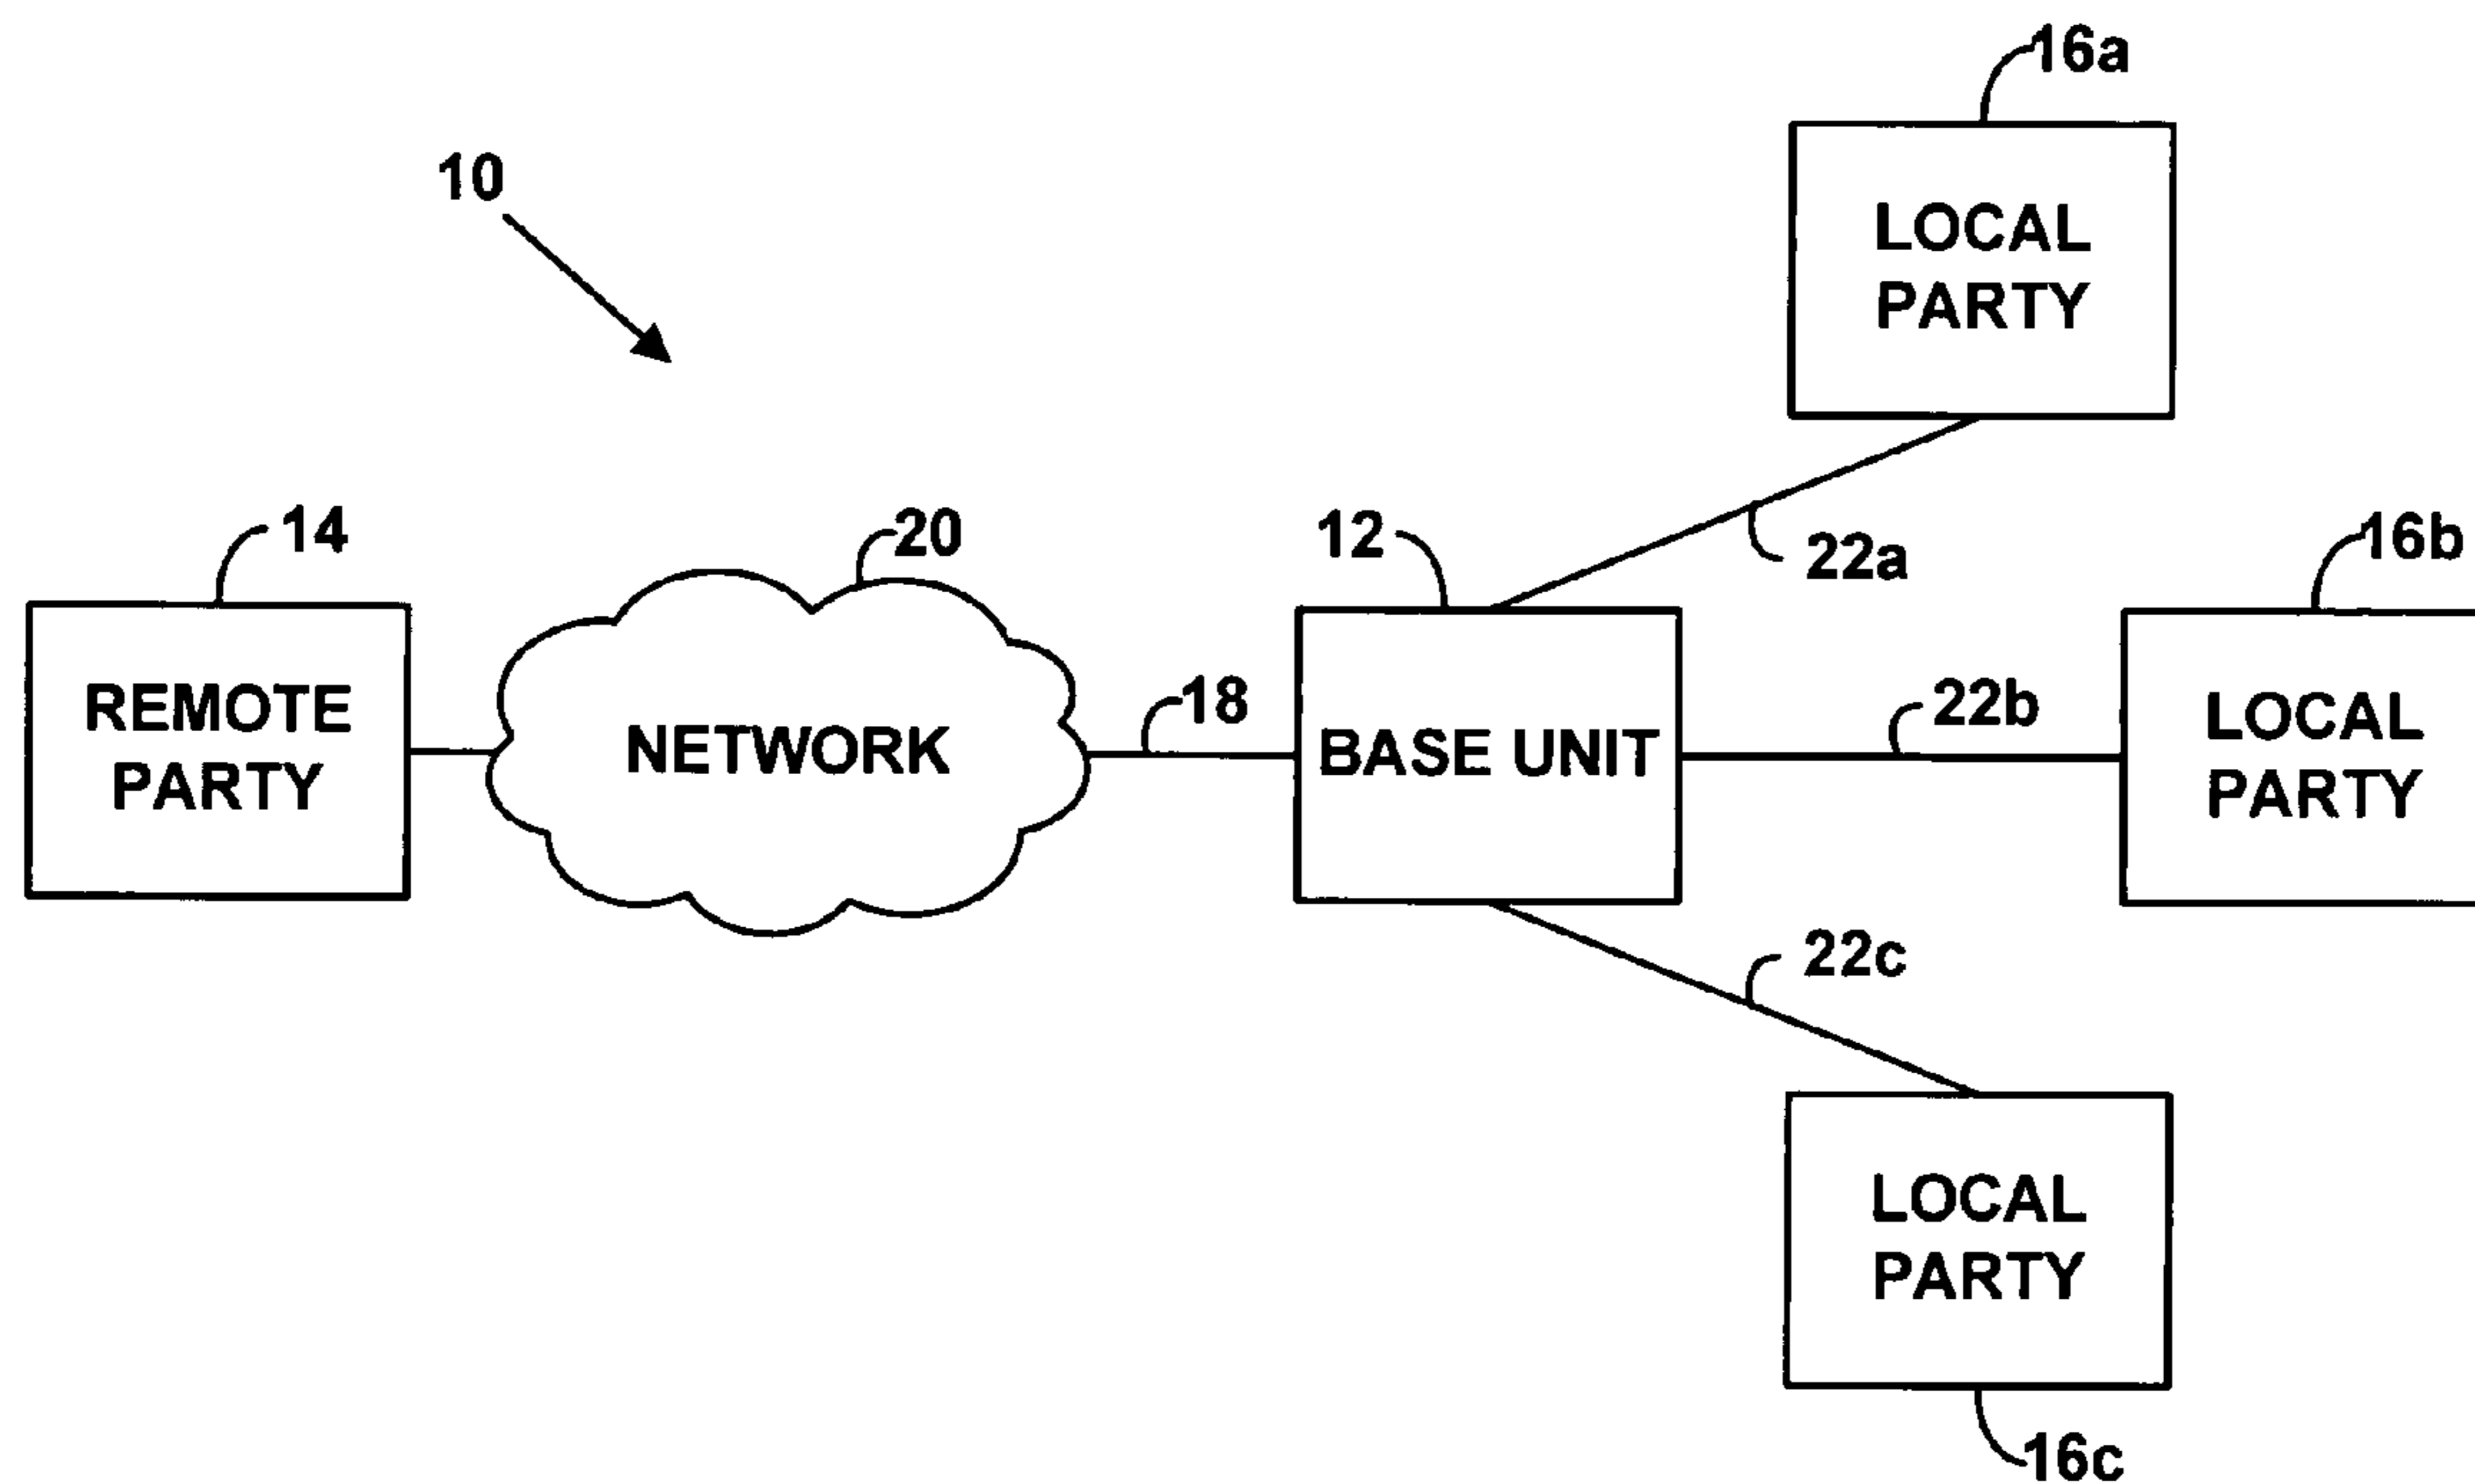 16a
10
LOCAL
PARTY
14
20
12
22a
16b
REMOTE
PARTY
NETWORK
18
BASE UNIT
22b
LOCAL
PARTY
22c
LOCAL
PARTY
16c